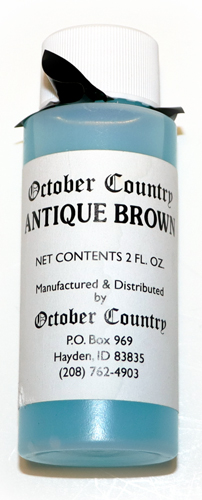 October Country
ANTIQUE BROWN
NET CONTENTS 2 FL. OZ.
Manufactured & Distributed
by
October Country
P.O. Box 969
Hayden, ID 83835
(208) 762-4903